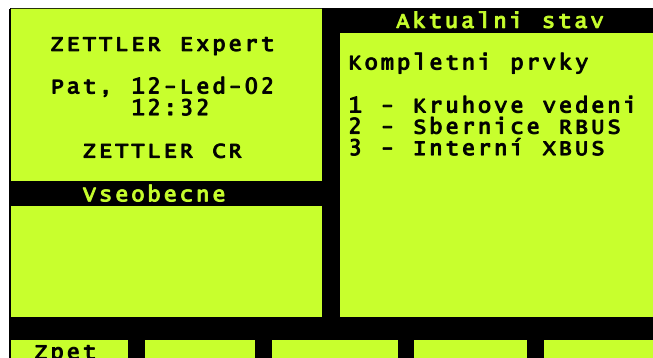 ZETTLER Expert
Pat, 12-Led-02
12:32
ZETTLER CR
Vseobecne
Aktualni stav
Kompletni prvky
1 - Kruhove vedeni
2 - Sbernice RBUS
3 - Interní XBUS
Zpet